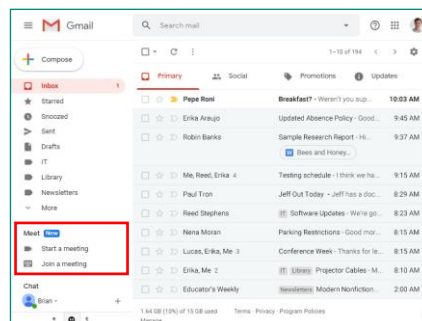 Gmail
Search mail
Compose
1-10 of 194
Primary
Social
Promotions
Updates
Inbox 1
Starred
Snoozed
Sent
Drafts
IT
Library
Newsletters
More
Meet New
Start a meeting
Join a meeting
Chat
Brian
Pepe Roni Breakfast? - Weren't you sup... 10:03 AM
Erika Araujo Updated Absence Policy - Good... 9:45 AM
Robin Banks Sample Research Report - Hi... 9:37 AM
W Bees and Honey...
Me, Reed, Erika 4 Testing schedule - I think we ha... 9:15 AM
Paul Tron Jeff Out Today - Jeff has a doc... 8:29 AM
Reed Stephens IT Software Updates - We're go... 8:23 AM
Nena Moran Parking Restrictions - Good mor... 8:15 AM
Lucas, Erika, Me 3 Conference Week - Thanks for le... 8:15 AM
Erika, Me 2 IT Library Projector Cables - M... 8:10 AM
Educator's Weekly Newsletters Modern Nonfiction... 2:00 AM
1.64 GB (10%) of 15 GB used Terms · Privacy · Program Policies
Manage